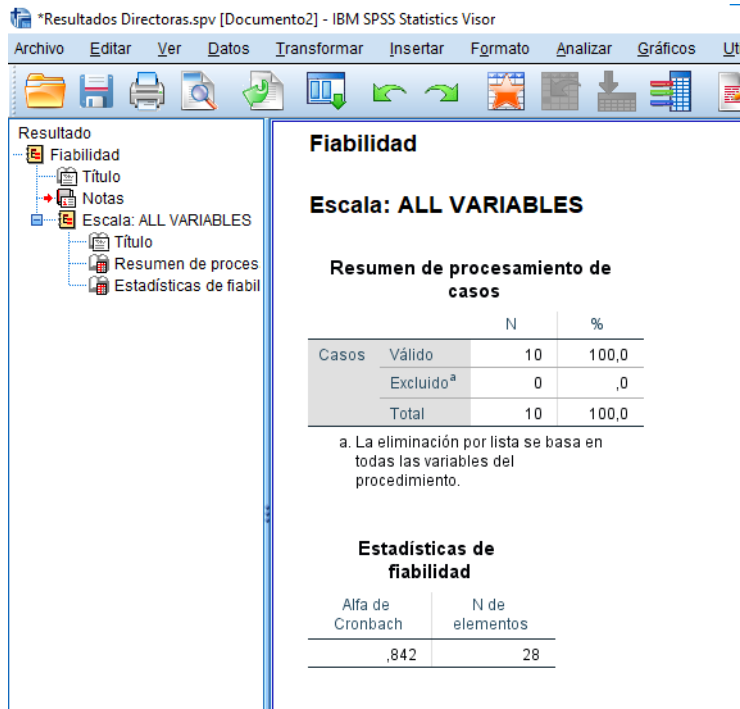 *Resultados Directoras.spv [Documento2] - IBM SPSS Statistics Visor
Archivo Editar Ver Datos Transformar Insertar Formato Analizar Gráficos Ut
Resultado
Fiabilidad
Título
Notas
Escala: ALL VARIABLES
Título
Resumen de proces
Estadísticas de fiabil
Fiabilidad
Escala: ALL VARIABLES
Resumen de procesamiento de
casos
N %
Casos Válido 10 100,0
Excluidoª 0 ,0
Total 10 100,0
a. La eliminación por lista se basa en
todas las variables del
procedimiento.
Estadísticas de
fiabilidad
Alfa de N de
Cronbach elementos
,842 28